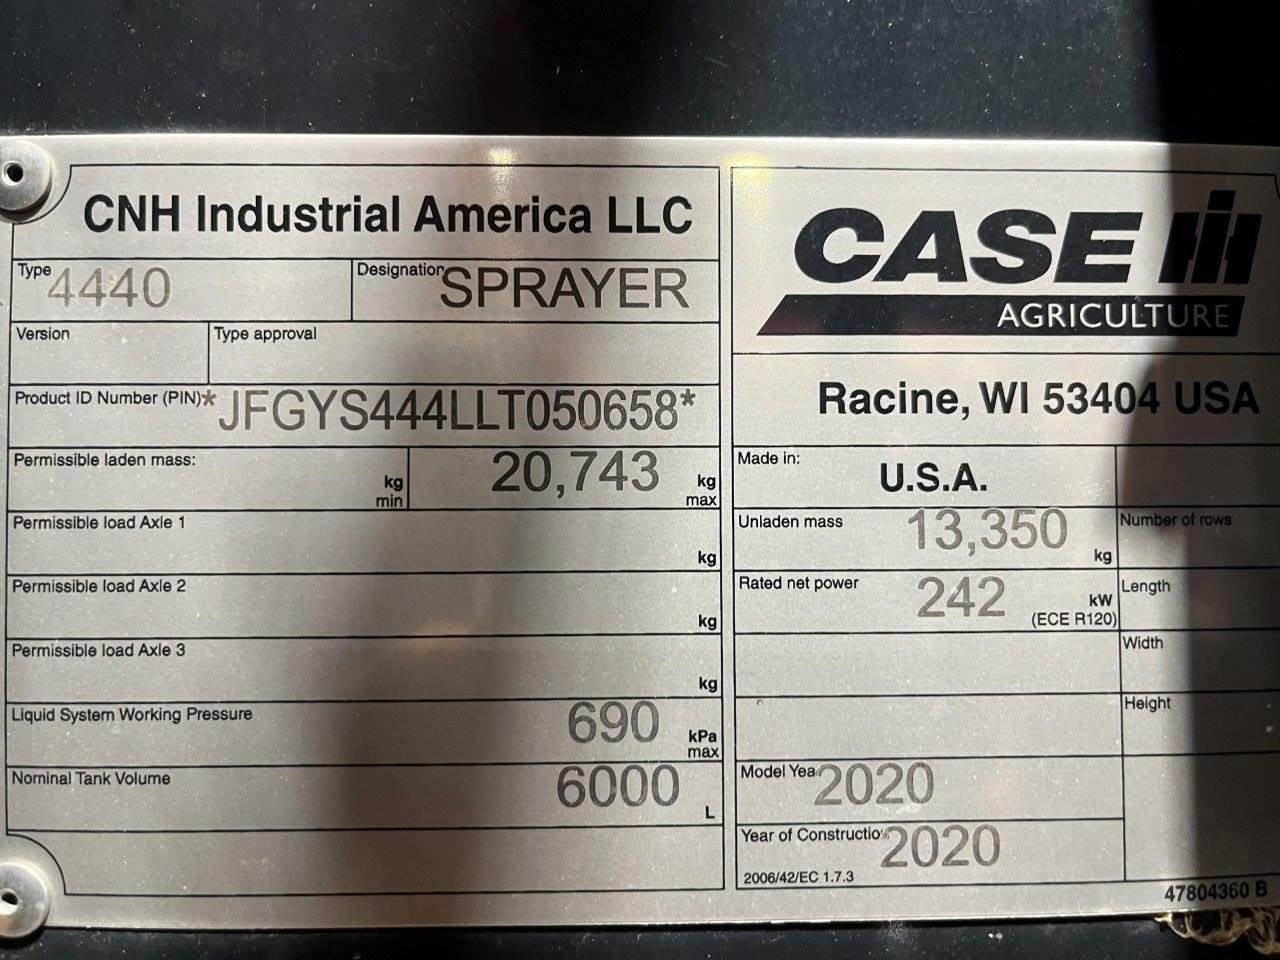 CNH Industrial America LLC
Type 4440
Designation SPRAYER
Version
Type approval
Product ID Number (PIN)* JFGYS444LLT050658*
Permissible laden mass:
kg
min
20,743 kg
max
Permissible load Axle 1
kg
Permissible load Axle 2
kg
Permissible load Axle 3
kg
Liquid System Working Pressure 690 kPa
max
Nominal Tank Volume 6000 L
CASE IH
AGRICULTURE
Racine, WI 53404 USA
Made in: U.S.A.
Unladen mass 13,350 kg
Number of rows
Rated net power 242 kW
(ECE R120)
Length
Width
Height
Model Yea 2020
Year of Constructio 2020
2006/42/EC 1.7.3
47804360 B